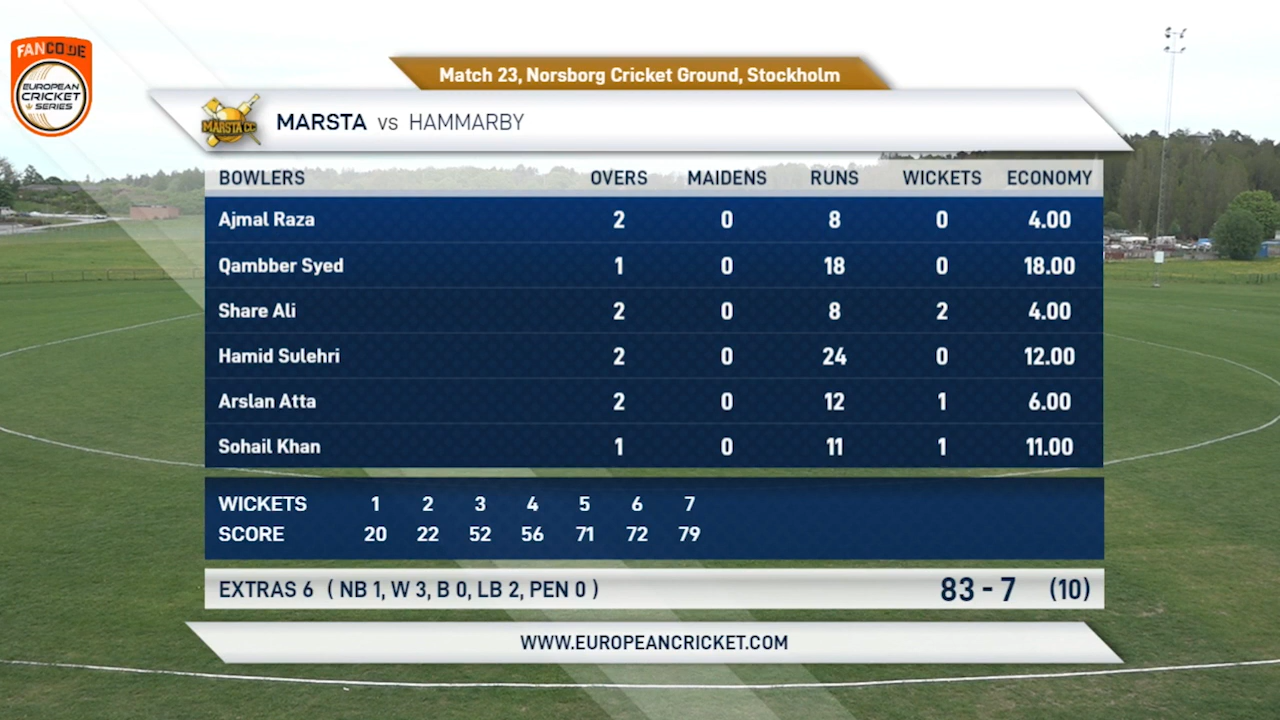 FANCODE
EUROPEAN
CRICKET
SERIES
Match 23, Norsborg Cricket Ground, Stockholm
MARSTA CC
MARSTA vs HAMMARBY
BOWLERS OVERS MAIDENS RUNS WICKETS ECONOMY
Ajmal Raza 2 0 8 0 4.00
Qambber Syed 1 0 18 0 18.00
Share Ali 2 0 8 2 4.00
Hamid Sulehri 2 0 24 0 12.00
Arslan Atta 2 0 12 1 6.00
Sohail Khan 1 0 11 1 11.00
WICKETS 1 2 3 4 5 6 7
SCORE 20 22 52 56 71 72 79
EXTRAS 6 ( NB 1, W 3, B 0, LB 2, PEN 0 ) 83 - 7 (10)
WWW.EUROPEANCRICKET.COM